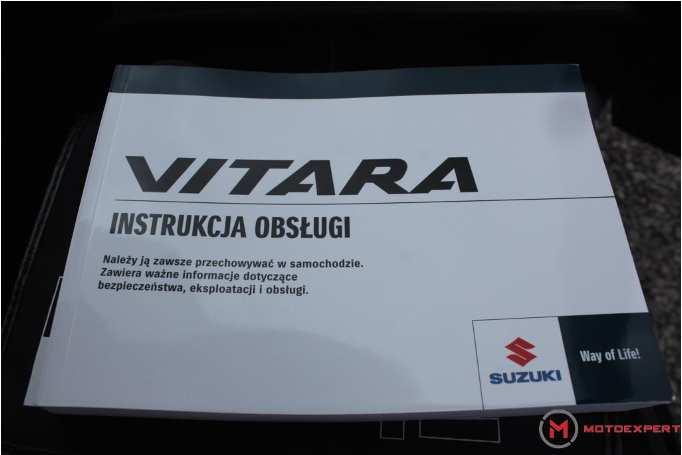 VITARA
INSTRUKCJA OBSŁUGI
Należy ją zawsze przechowywać w samochodzie.
Zawiera ważne informacje dotyczące
bezpieczeństwa, eksploatacji i obsługi.
SUZUKI
Way of Life!
M MOTOEXPERT